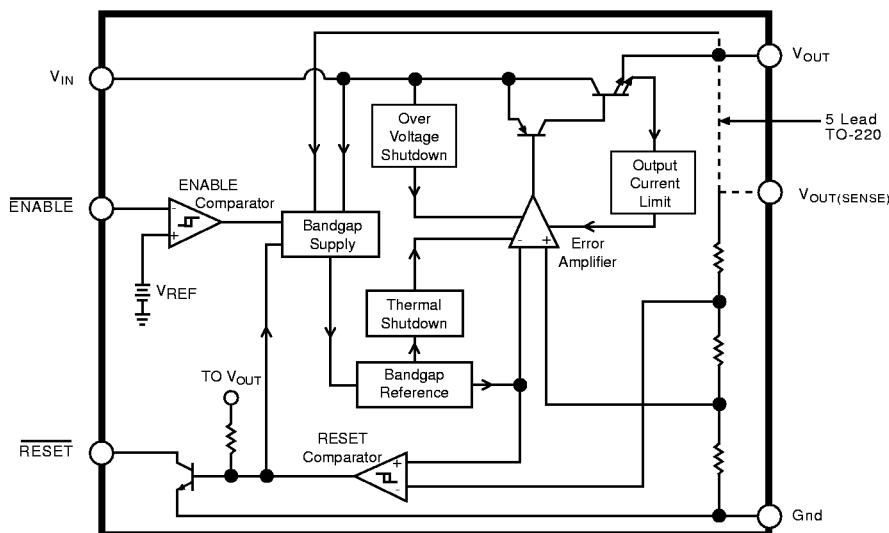 VOUT
VIN
5 Lead
TO-220
Over
Voltage
Shutdown
Output
Current
Limit
ENABLE
ENABLE
Comparator
-
+
VOUT(SENSE)
Bandgap
Supply
-
+
Error
Amplifier
VREF
Thermal
Shutdown
Bandgap
Reference
TO VOUT
RESET
RESET
Comparator
+
-
Gnd